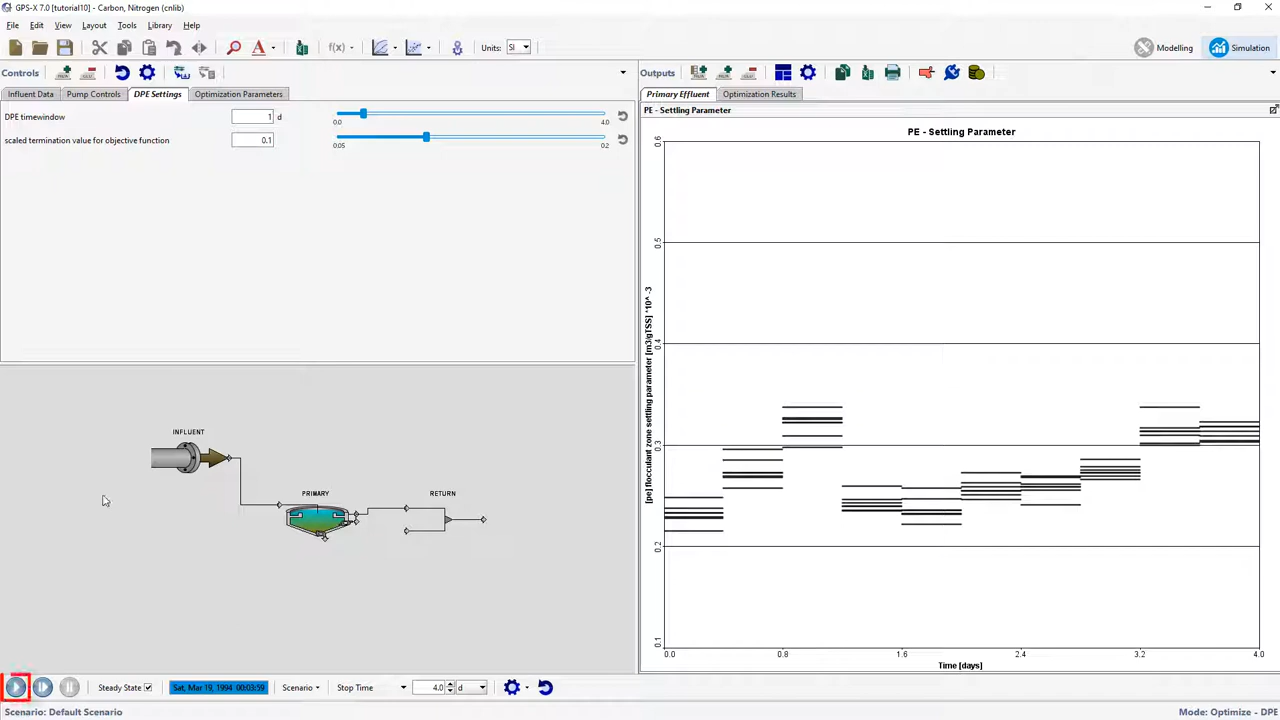 GPS-X 7.0 [tutorial10] - Carbon, Nitrogen (cnlib)
File Edit View Layout Tools Library Help
f(x) Units: SI Modelling Simulation
Controls
Outputs
Influent Data Pump Controls DPE Settings Optimization Parameters
Primary Effluent Optimization Results
DPE timewindow 1 d 0.0 4.0
scaled termination value for objective function 0.1 0.05 0.2
PE - Settling Parameter
PE - Settling Parameter
[pe] flocculant zone settling parameter [m3/gTSS] *10^ -3
0.6
0.5
0.4
0.3
0.2
0.1
0.0 0.8 1.6 2.4 3.2 4.0
Time [days]
INFLUENT
PRIMARY
RETURN
Steady State Sat, Mar 19, 1994 00:03:59 Scenario Stop Time 4.0 d
Scenario: Default Scenario
Mode: Optimize - DPE